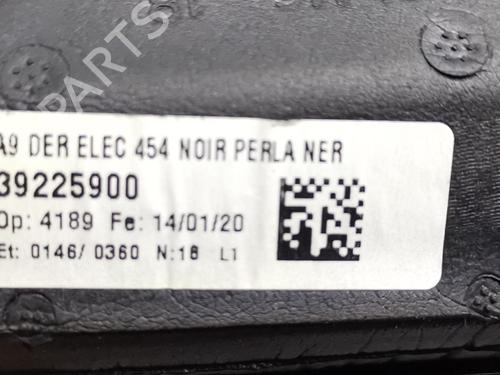 A9 DER ELEC 454 NOIR PERLA NER
39225900
Op: 4189 Fe: 14/01/20
Et: 0146/ 0360 N:18 L1
B-PARTS